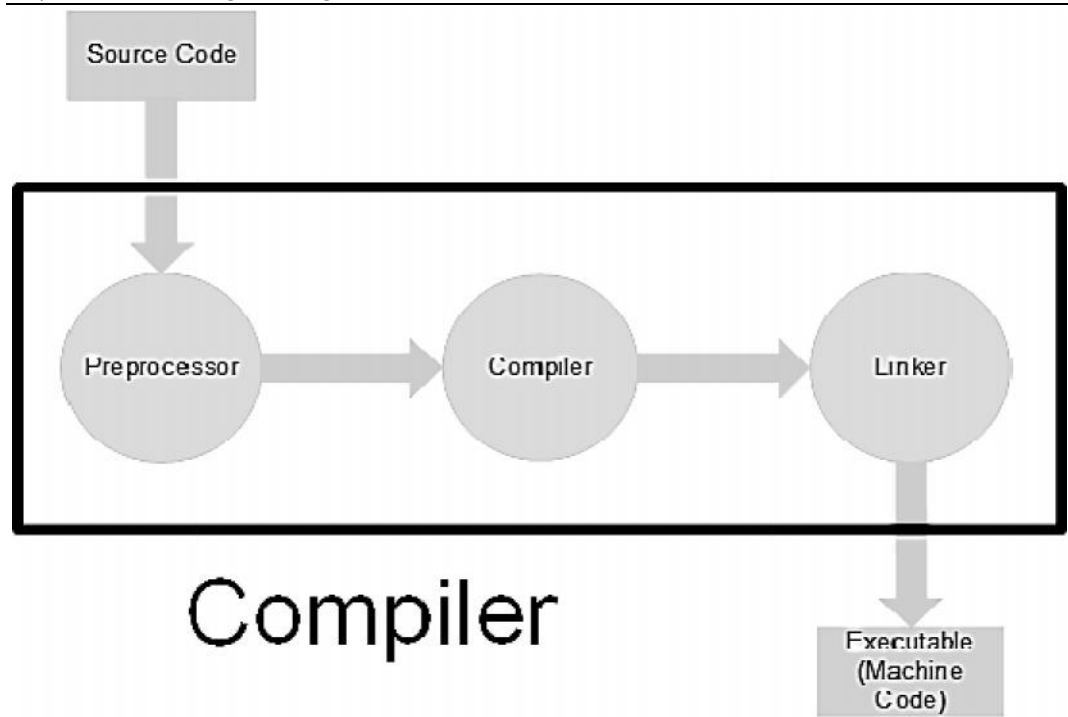 Source Code
Preprocessor
Compiler
Linker
Compiler
Executable
(Machine
Code)